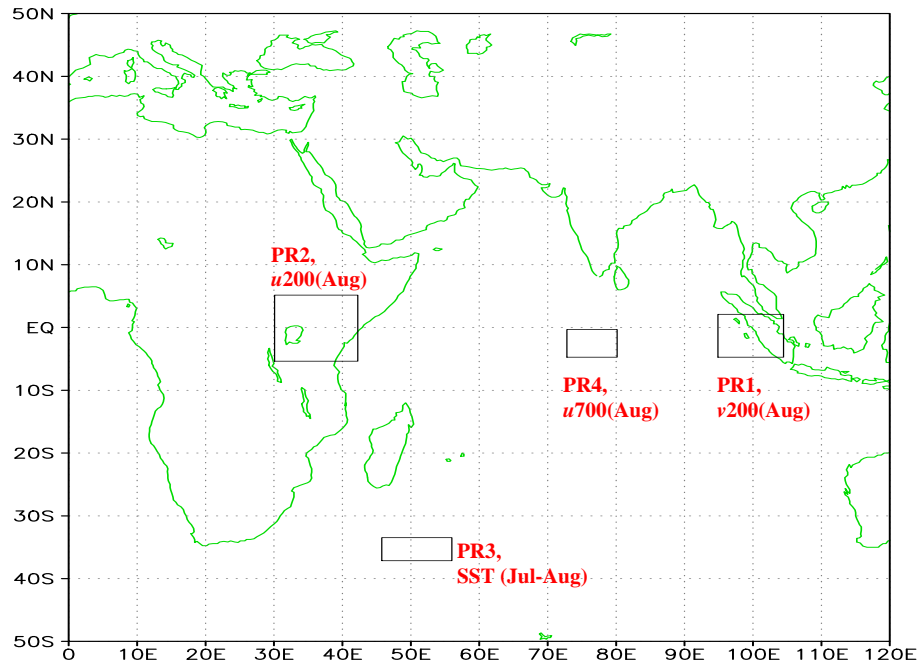 50N
40N
30N
20N
10N
EQ
10S
20S
30S
40S
50S
PR2,
u200(Aug)
PR4,
u700(Aug)
PR1,
v200(Aug)
PR3,
SST (Jul-Aug)
0 10E 20E 30E 40E 50E 60E 70E 80E 90E 100E 110E 120E